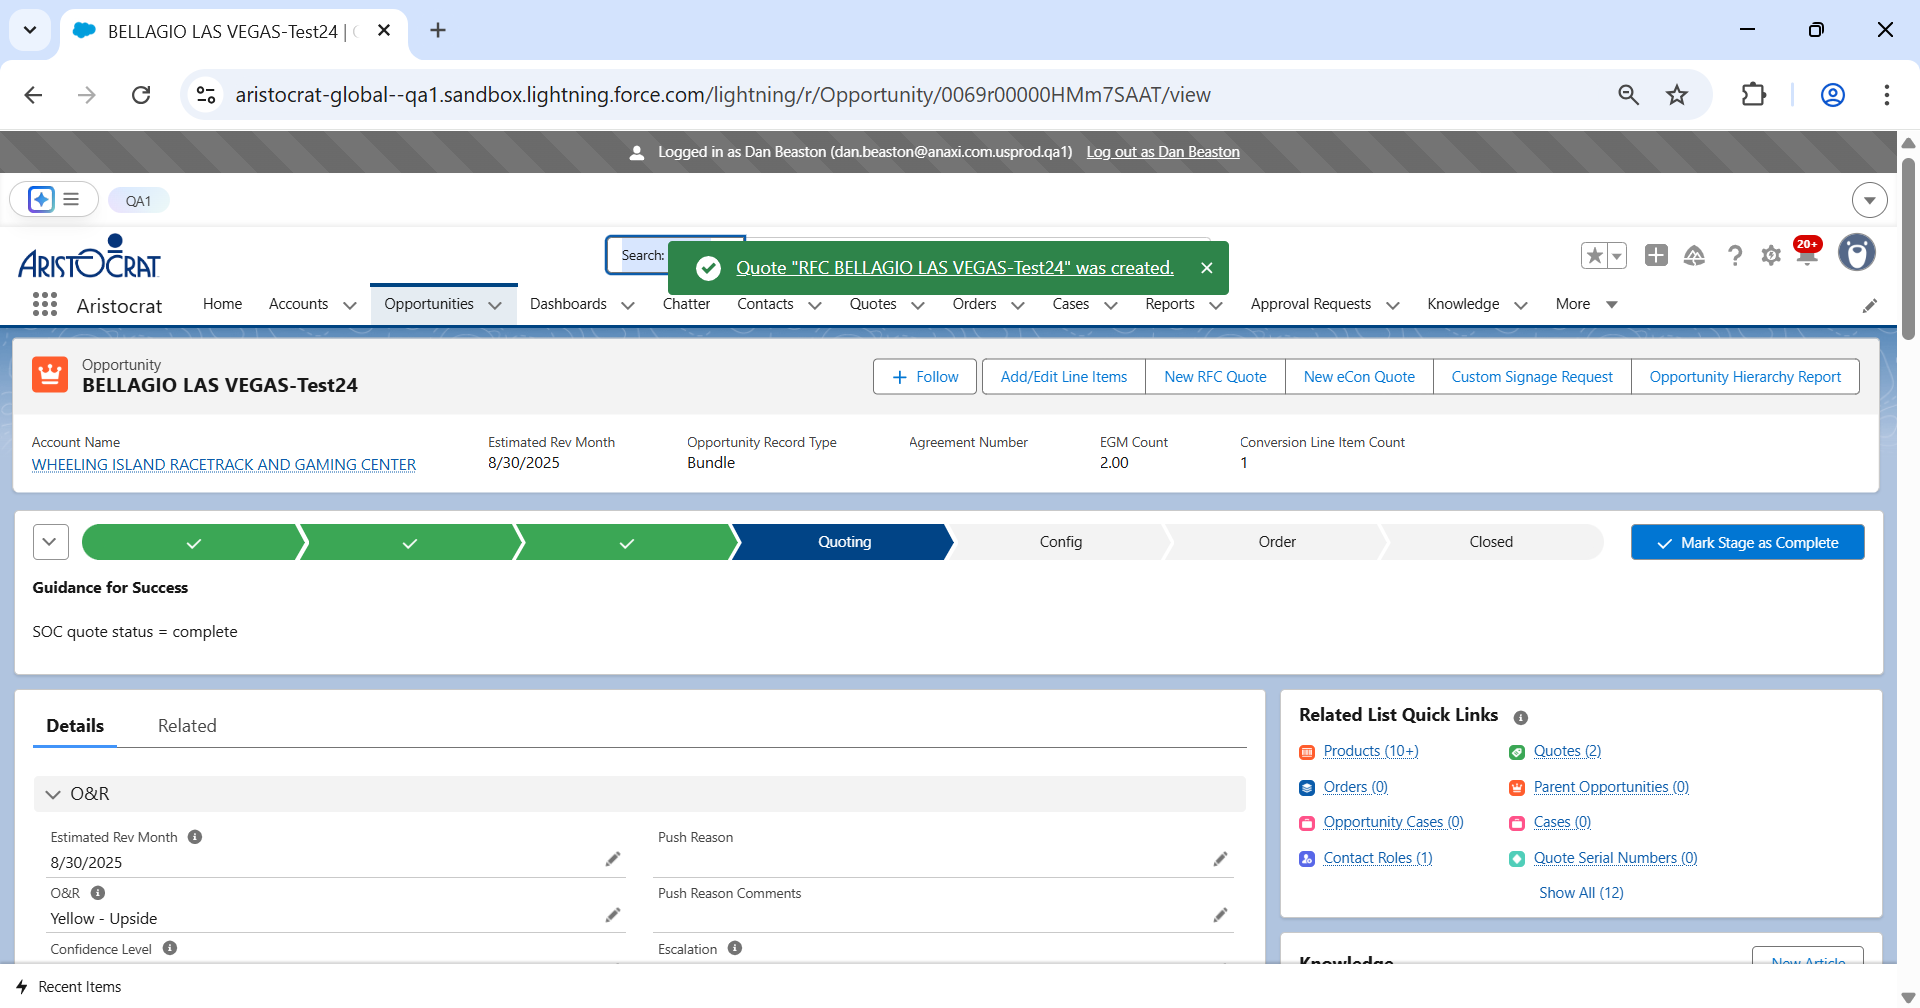 BELLAGIO LAS VEGAS-Test24 |
aristocrat-global--qa1.sandbox.lightning.force.com/lightning/r/Opportunity/0069r00000HMm7SAAT/view
Logged in as Dan Beaston (dan.beaston@anaxi.com.usprod.qa1) Log out as Dan Beaston
QA1
ARISTOCRAT
Search:
Quote "RFC BELLAGIO LAS VEGAS-Test24" was created.
20+
Aristocrat Home Accounts Opportunities Dashboards Chatter Contacts Quotes Orders Cases Reports Approval Requests Knowledge More
Opportunity
BELLAGIO LAS VEGAS-Test24
Follow Add/Edit Line Items New RFC Quote New eCon Quote Custom Signage Request Opportunity Hierarchy Report
Account Name Estimated Rev Month Opportunity Record Type Agreement Number EGM Count Conversion Line Item Count
WHEELING ISLAND RACETRACK AND GAMING CENTER 8/30/2025 Bundle 2.00 1
Quoting Config Order Closed Mark Stage as Complete
Guidance for Success
SOC quote status = complete
Details Related
O&R
Estimated Rev Month Push Reason
8/30/2025
O&R Push Reason Comments
Yellow - Upside
Confidence Level Escalation
Related List Quick Links
Products (10+) Quotes (2)
Orders (0) Parent Opportunities (0)
Opportunity Cases (0) Cases (0)
Contact Roles (1) Quote Serial Numbers (0)
Show All (12)
Knowledge New Article
Recent Items